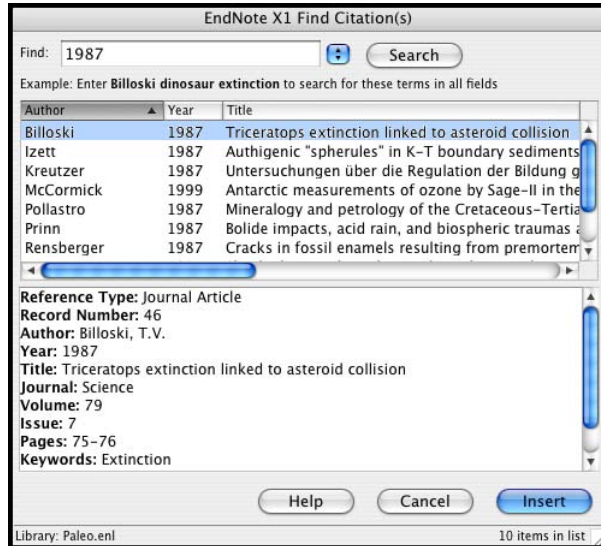 EndNote X1 Find Citation(s)
Find: 1987 Search
Example: Enter Billoski dinosaur extinction to search for these terms in all fields
Author Year Title
Billoski 1987 Triceratops extinction linked to asteroid collision
Izett 1987 Authigenic "spherules" in K-T boundary sediments
Kreutzer 1987 Untersuchungen über die Regulation der Bildung g
McCormick 1999 Antarctic measurements of ozone by Sage-II in the
Pollastro 1987 Mineralogy and petrology of the Cretaceous-Tertia
Prinn 1987 Bolide impacts, acid rain, and biospheric traumas a
Rensberger 1987 Cracks in fossil enamels resulting from premortem
Reference Type: Journal Article
Record Number: 46
Author: Billoski, T.V.
Year: 1987
Title: Triceratops extinction linked to asteroid collision
Journal: Science
Volume: 79
Issue: 7
Pages: 75-76
Keywords: Extinction
Help Cancel Insert
Library: Paleo.enl 10 items in list